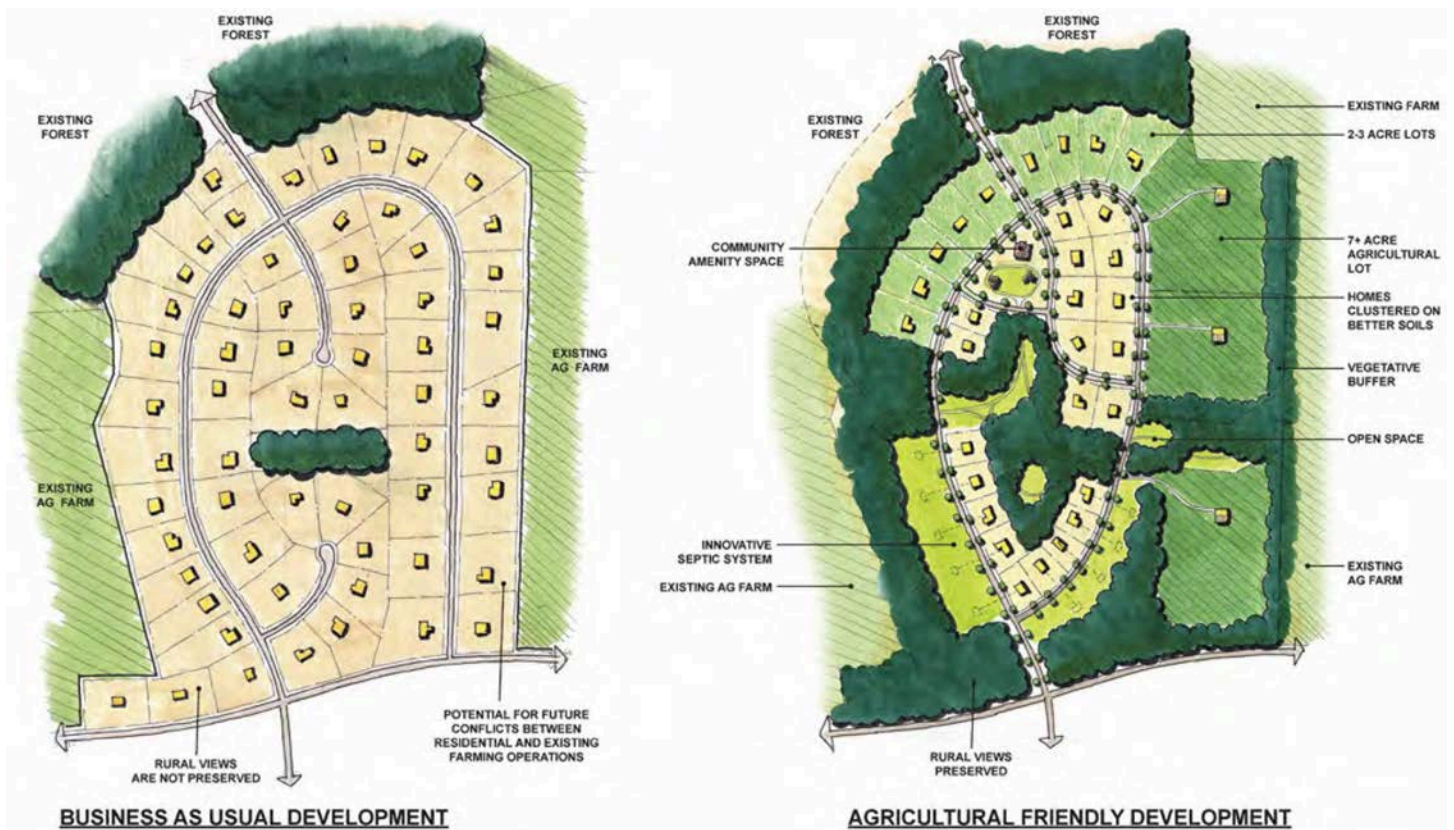 EXISTING
FOREST
EXISTING
FOREST
EXISTING
AG FARM
EXISTING
AG FARM
RURAL VIEWS
ARE NOT PRESERVED
POTENTIAL FOR FUTURE
CONFLICTS BETWEEN
RESIDENTIAL AND EXISTING
FARMING OPERATIONS
BUSINESS AS USUAL DEVELOPMENT
EXISTING
FOREST
EXISTING
FOREST
EXISTING FARM
2-3 ACRE LOTS
COMMUNITY
AMENITY SPACE
7+ ACRE
AGRICULTURAL
LOT
HOMES
CLUSTERED ON
BETTER SOILS
VEGETATIVE
BUFFER
OPEN SPACE
INNOVATIVE
SEPTIC SYSTEM
EXISTING AG FARM
EXISTING
AG FARM
RURAL VIEWS
PRESERVED
AGRICULTURAL FRIENDLY DEVELOPMENT